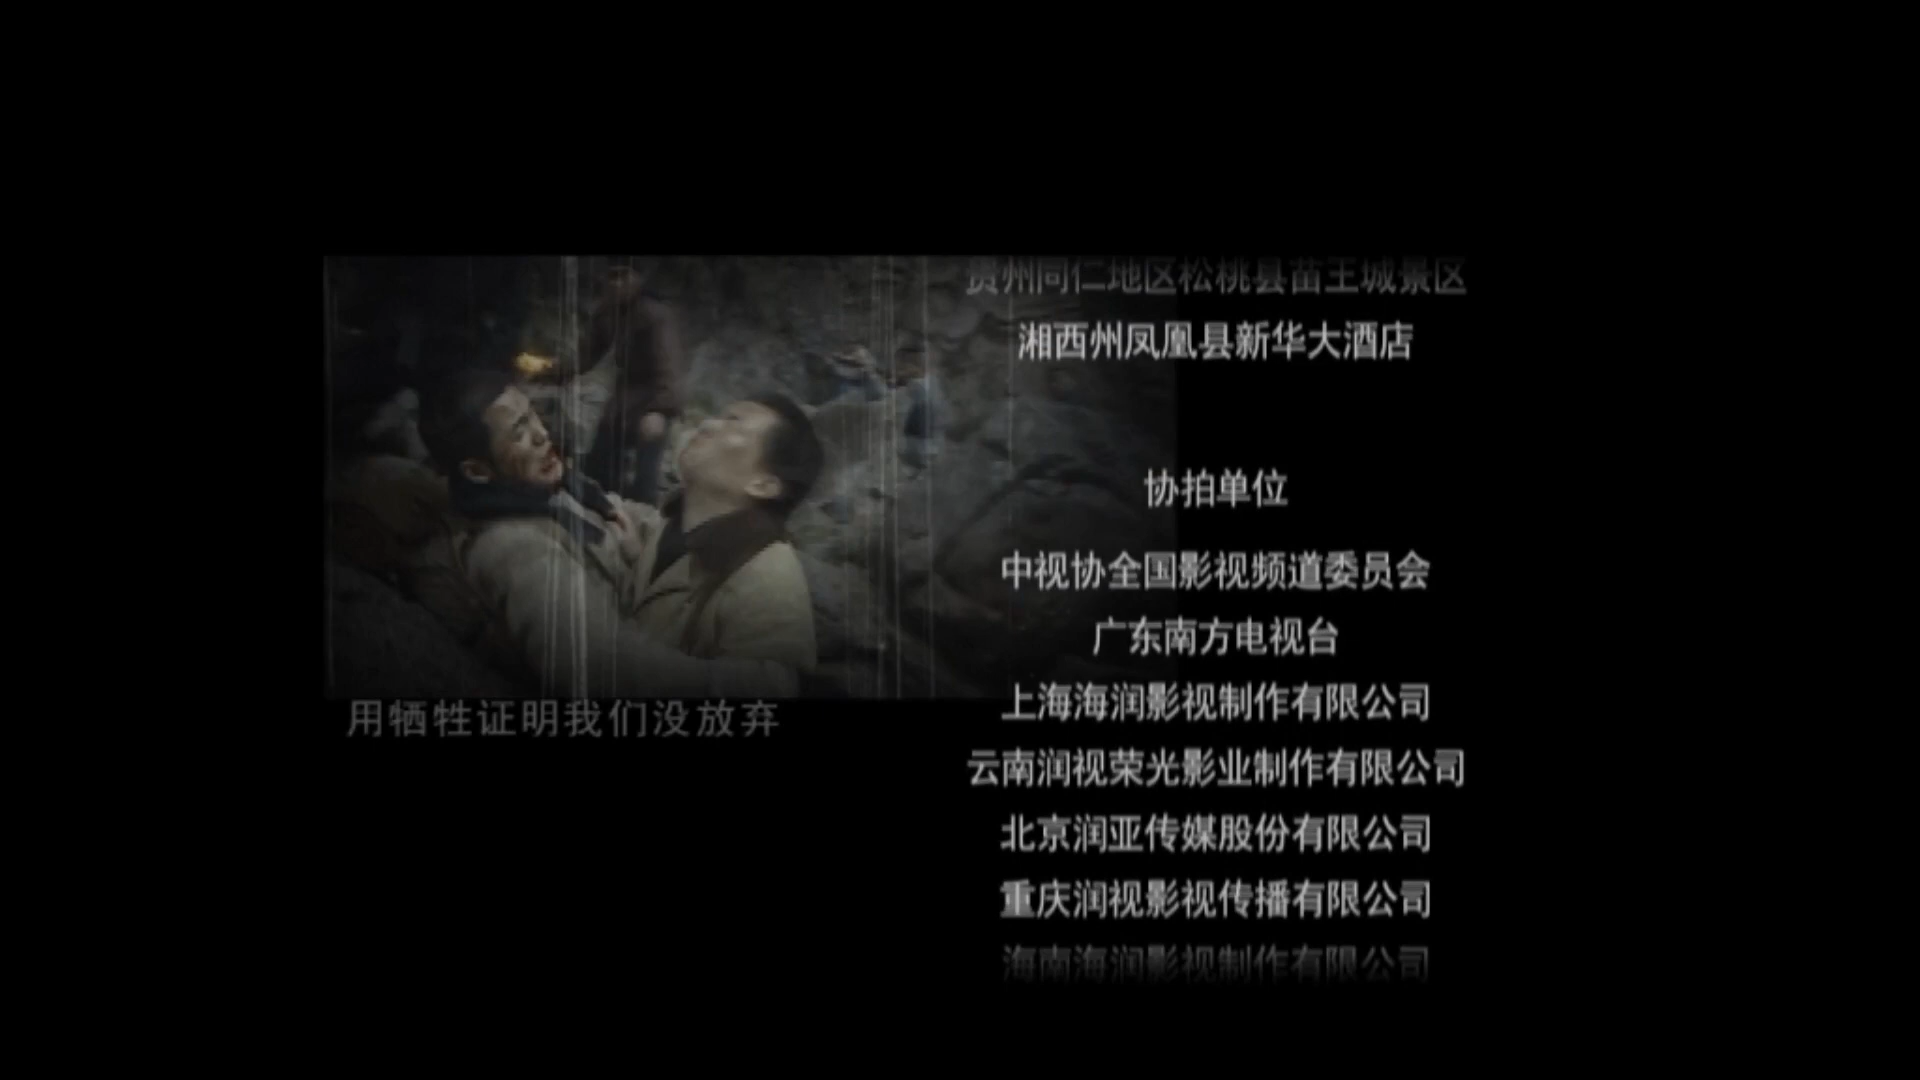 贵州同仁地区松桃县苗王城景区
湘西州凤凰县新华大酒店
协拍单位
中视协全国影视频道委员会
广东南方电视台
上海海润影视制作有限公司
用牺牲证明我们没放弃
云南润视荣光影业制作有限公司
北京润亚传媒股份有限公司
重庆润视影视传播有限公司
海南海润影视制作有限公司